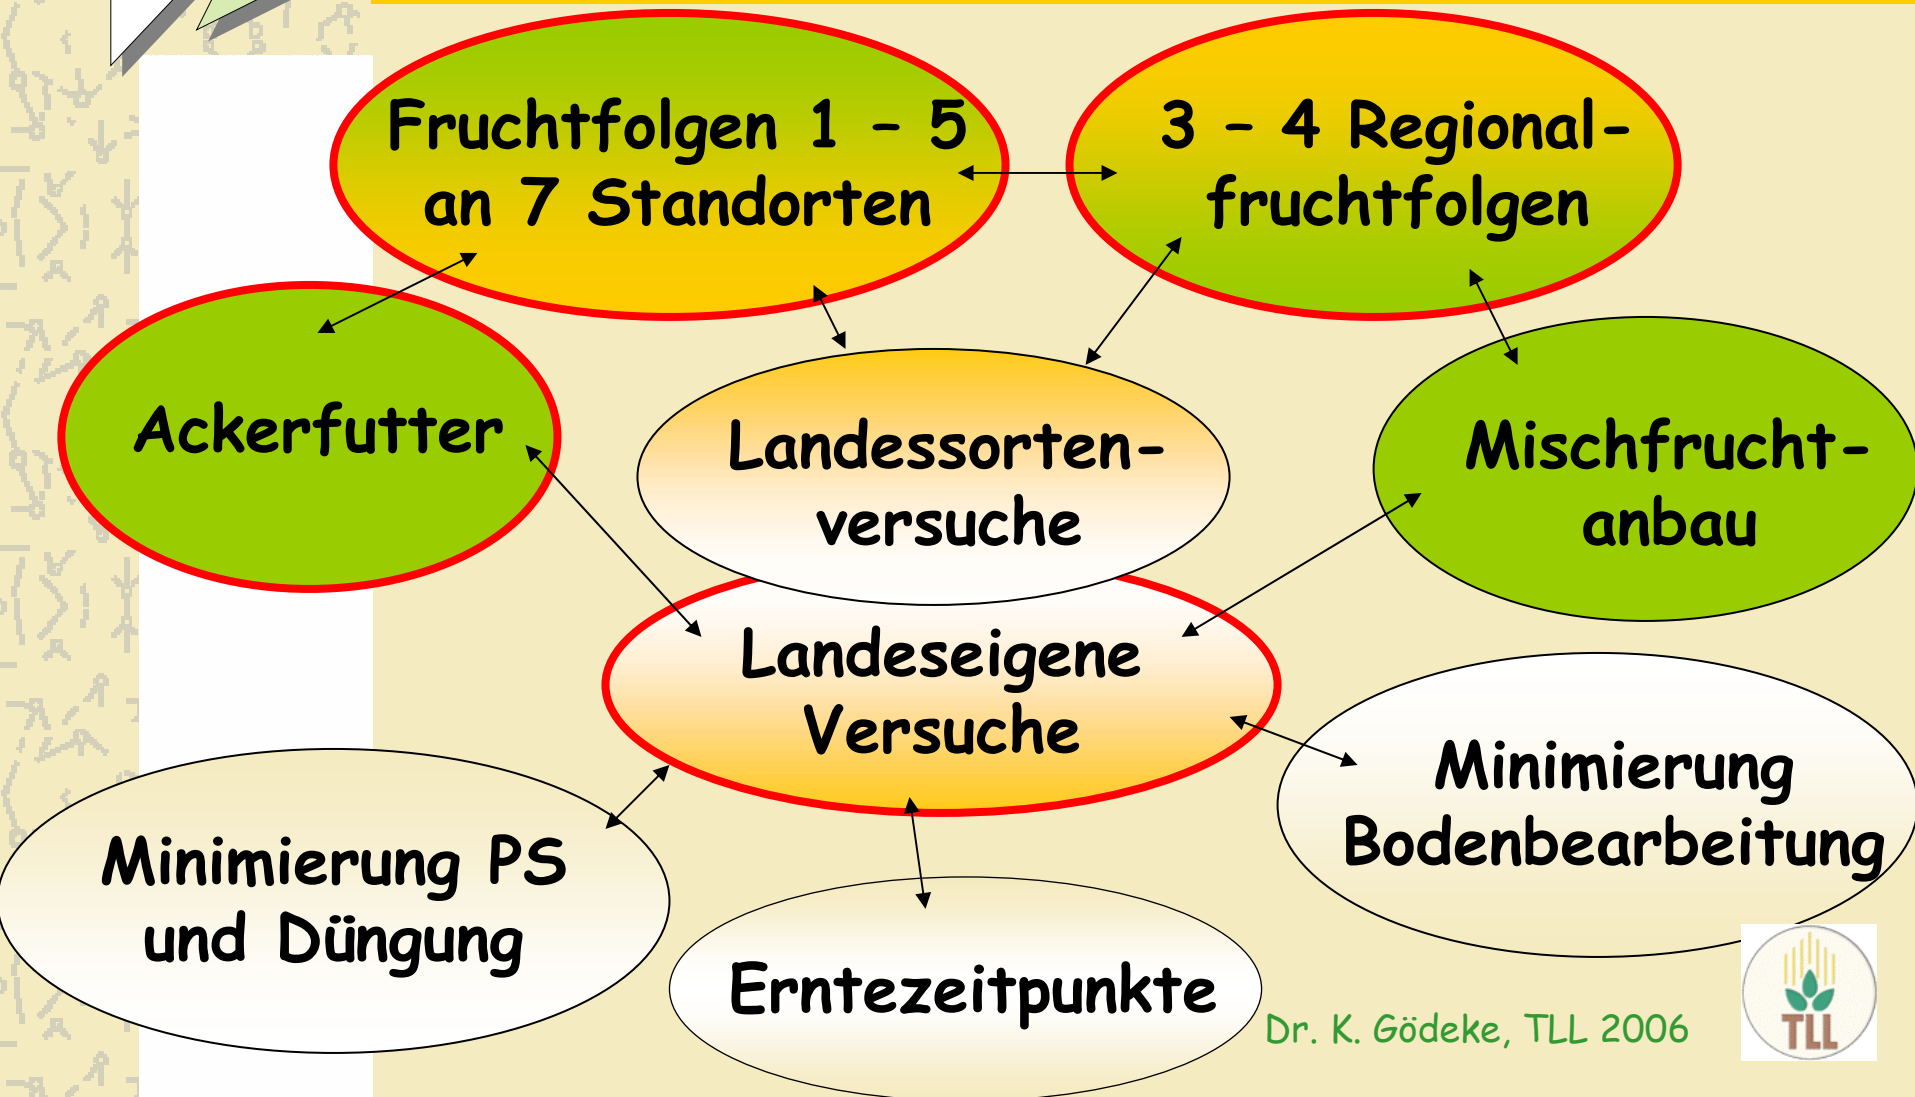 Fruchtfolgen 1 – 5
an 7 Standorten
3 – 4 Regional-
fruchtfolgen
Ackerfutter
Landessorten-
versuche
Mischfrucht-
anbau
Landeseigene
Versuche
Minimierung
Bodenbearbeitung
Minimierung PS
und Düngung
Erntezeitpunkte
Dr. K. Gödeke, TLL 2006
TLL